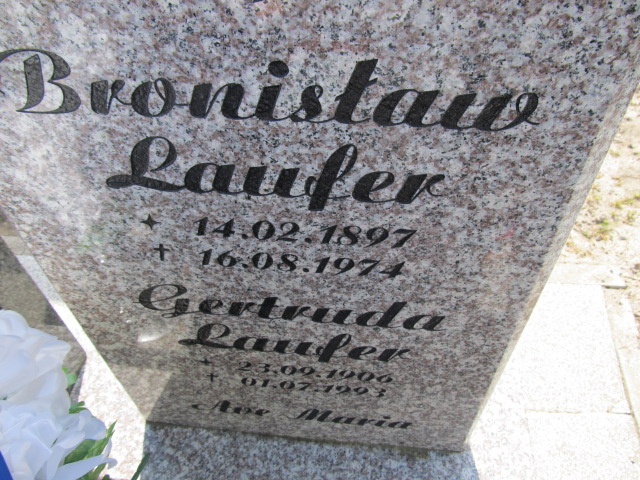 Bronisław
Laufer
✦ 14.02.1897
✝ 16.08.1974
Gertruda
Laufer
✦ 23.09.1906
✝ 01.07.1993
Ave Maria